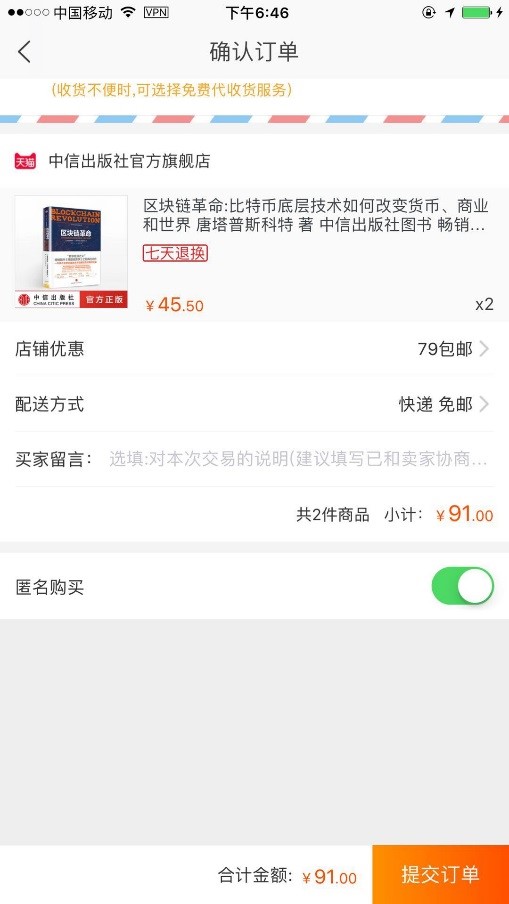 中国移动 VPN 下午6:46
确认订单
(收货不便时,可选择免费代收货服务)
天猫 中信出版社官方旗舰店
BLOCKCHAIN
REVOLUTION
区块链革命
中信出版社
CHINA CITIC PRESS
官方正版
区块链革命:比特币底层技术如何改变货币、商业
和世界 唐塔普斯科特 著 中信出版社图书 畅销...
七天退换
￥45.50 x2
店铺优惠 79包邮
配送方式 快递 免邮
买家留言： 选填:对本次交易的说明(建议填写已和卖家协商...
共2件商品 小计：￥91.00
匿名购买
合计金额: ￥91.00 提交订单